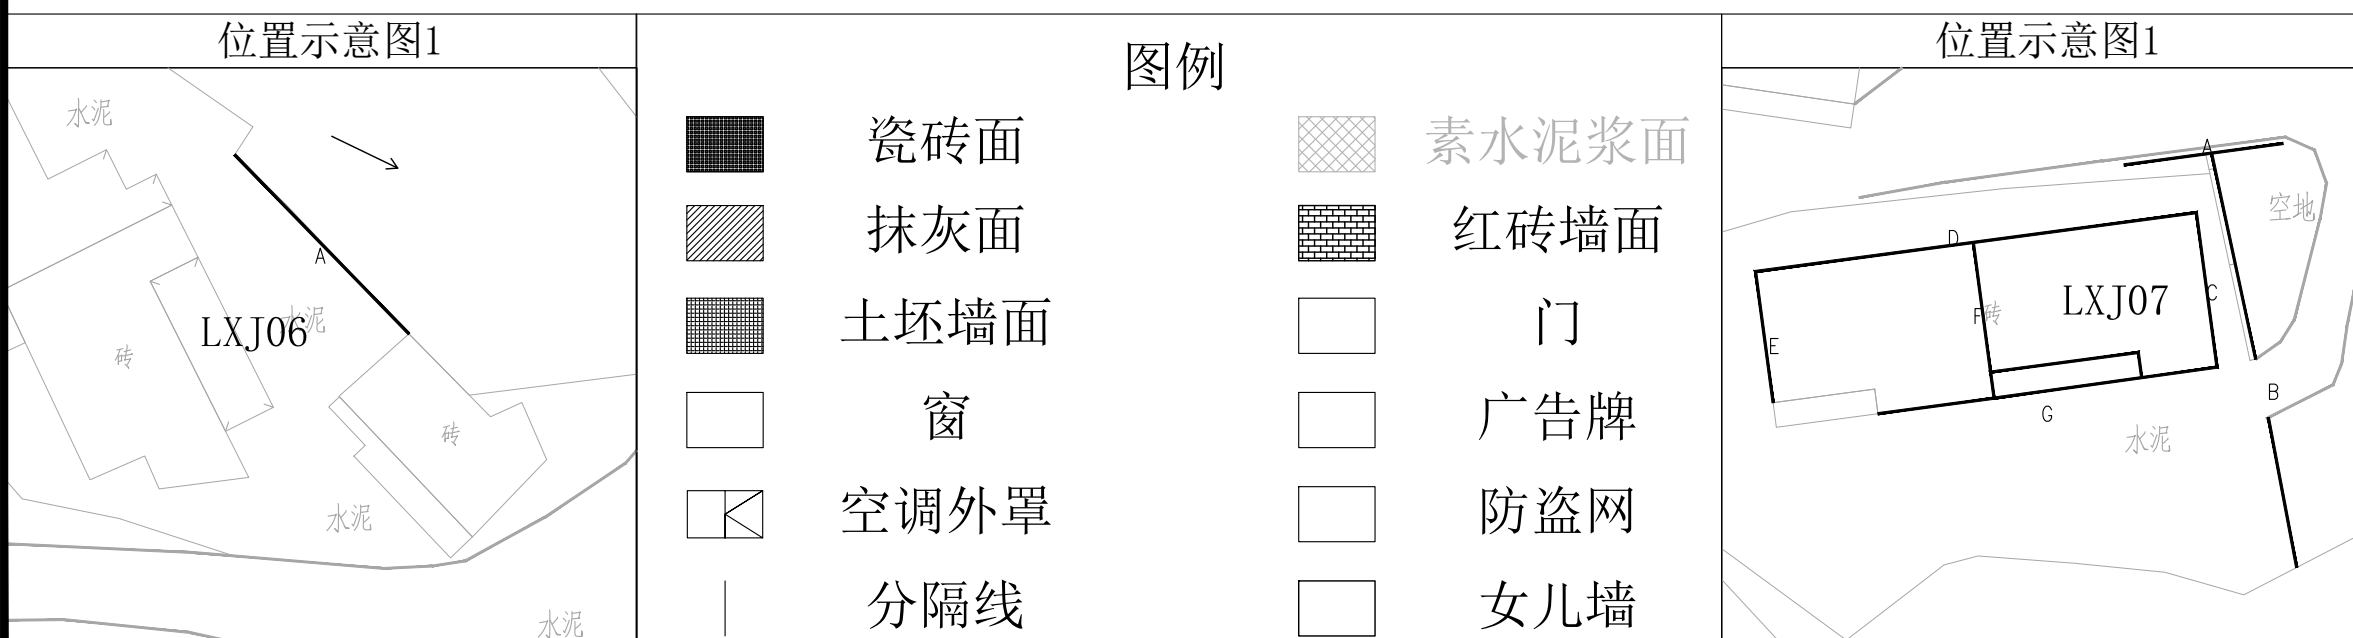 位置示意图1
水泥
A
LXJ06
水泥
砖
砖
水泥
水泥
图例
瓷砖面
素水泥浆面
抹灰面
红砖墙面
土坯墙面
门
窗
广告牌
空调外罩
防盗网
分隔线
女儿墙
位置示意图1
A
空地
D
C
LXJ07
F
砖
E
B
G
水泥